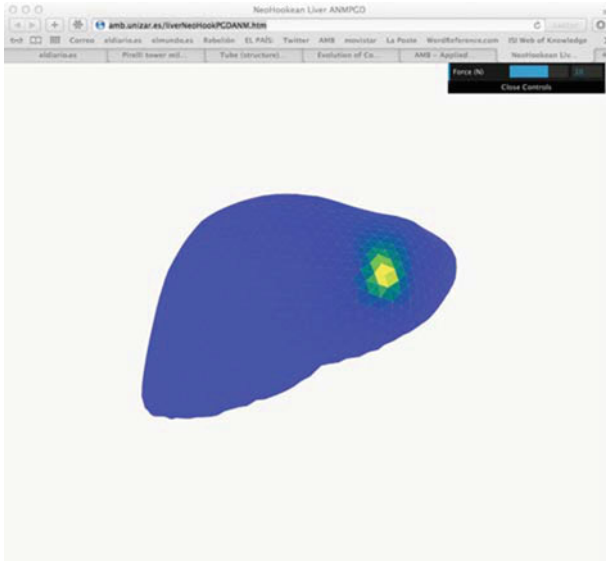 NeoHookean Liver ANMPGD
amb.unizar.es/liverNeoHookPGDANM.htm
Correo eldiario.es elmundo.es Rebelión EL PAÍS: Twitter AMB movistar La Poste WordReference.com ISI Web of Knowledge
eldiario.es Pirelli tower mil... Tube (structure)... Evolution of Co... AMB - Applied NeoHookean Liv...
Force (N)
Close Controls